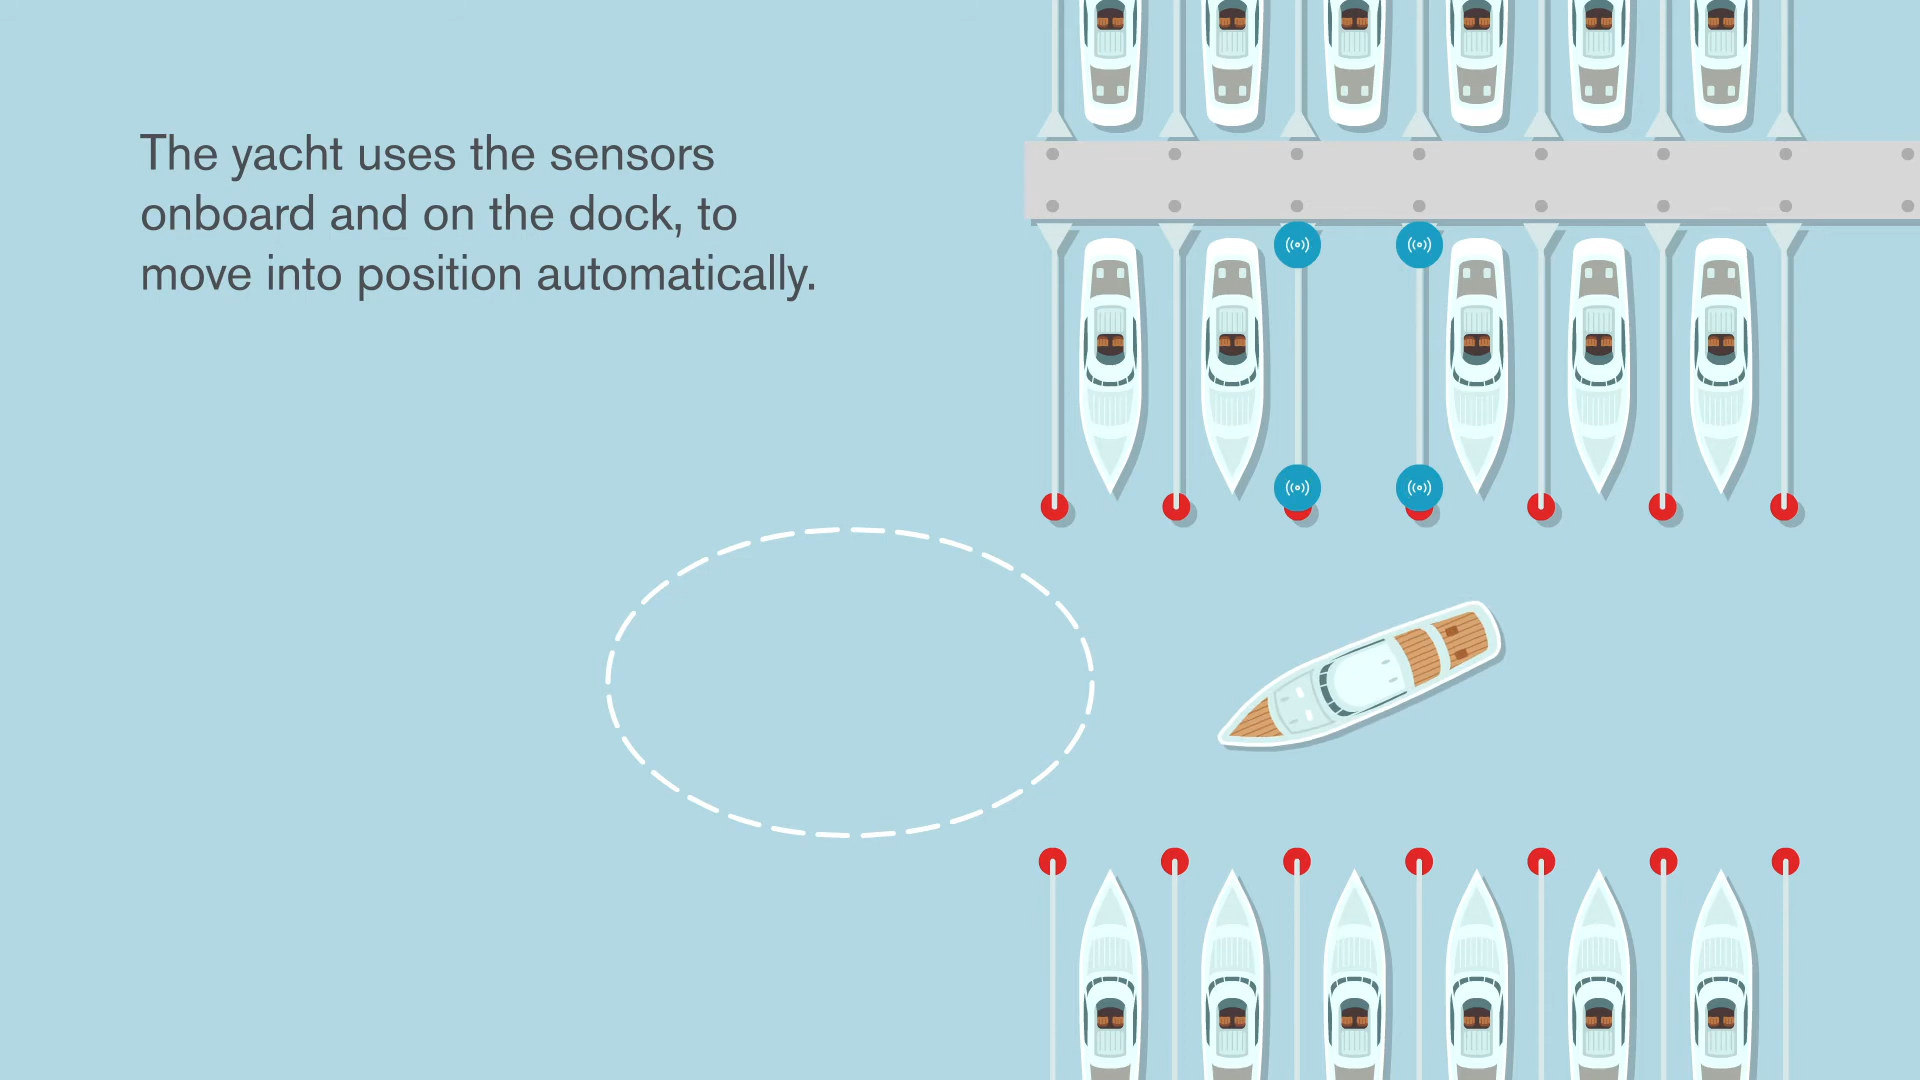 The yacht uses the sensors
onboard and on the dock, to
move into position automatically.